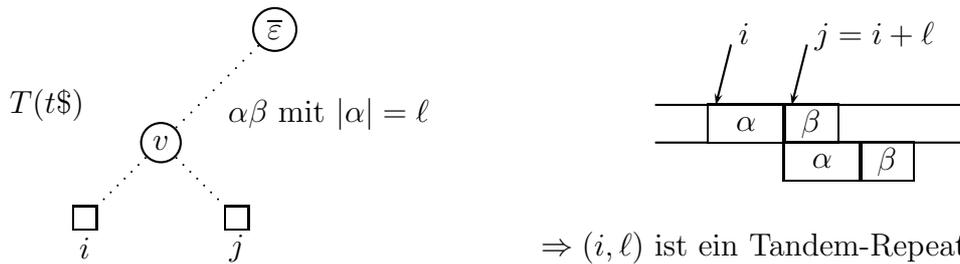 ε̅
i
j = i + ℓ
T(t$)
αβ mit |α| = ℓ
α β
v
α β
i j
⇒ (i, ℓ) ist ein Tandem-Repeat